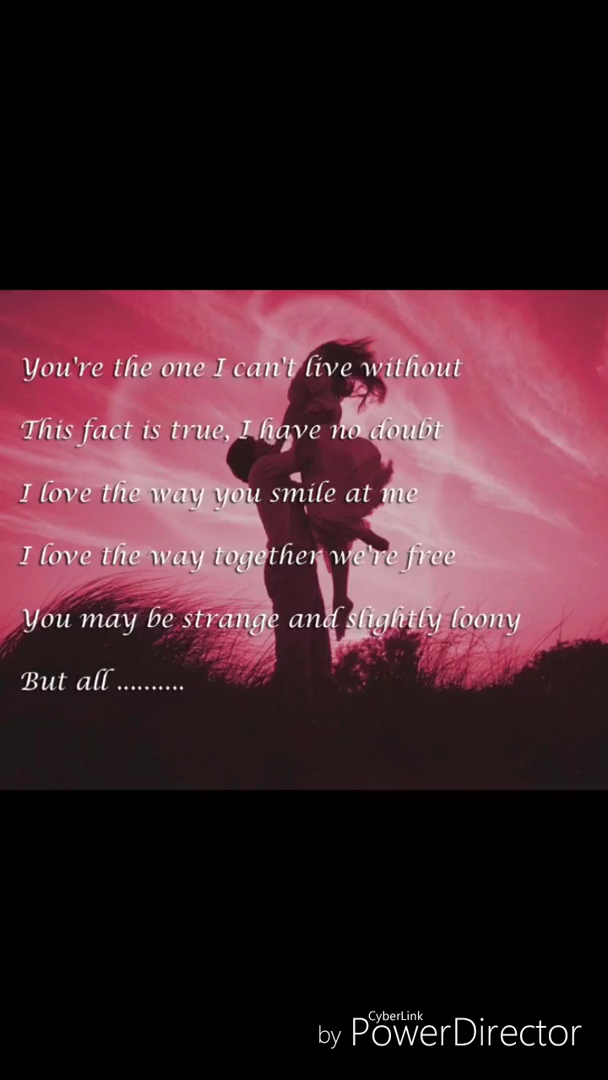 You're the one I can't live without
This fact is true, I have no doubt
I love the way you smile at me
I love the way together we're free
You may be strange and slightly loony
But all ..........
CyberLink
by PowerDirector